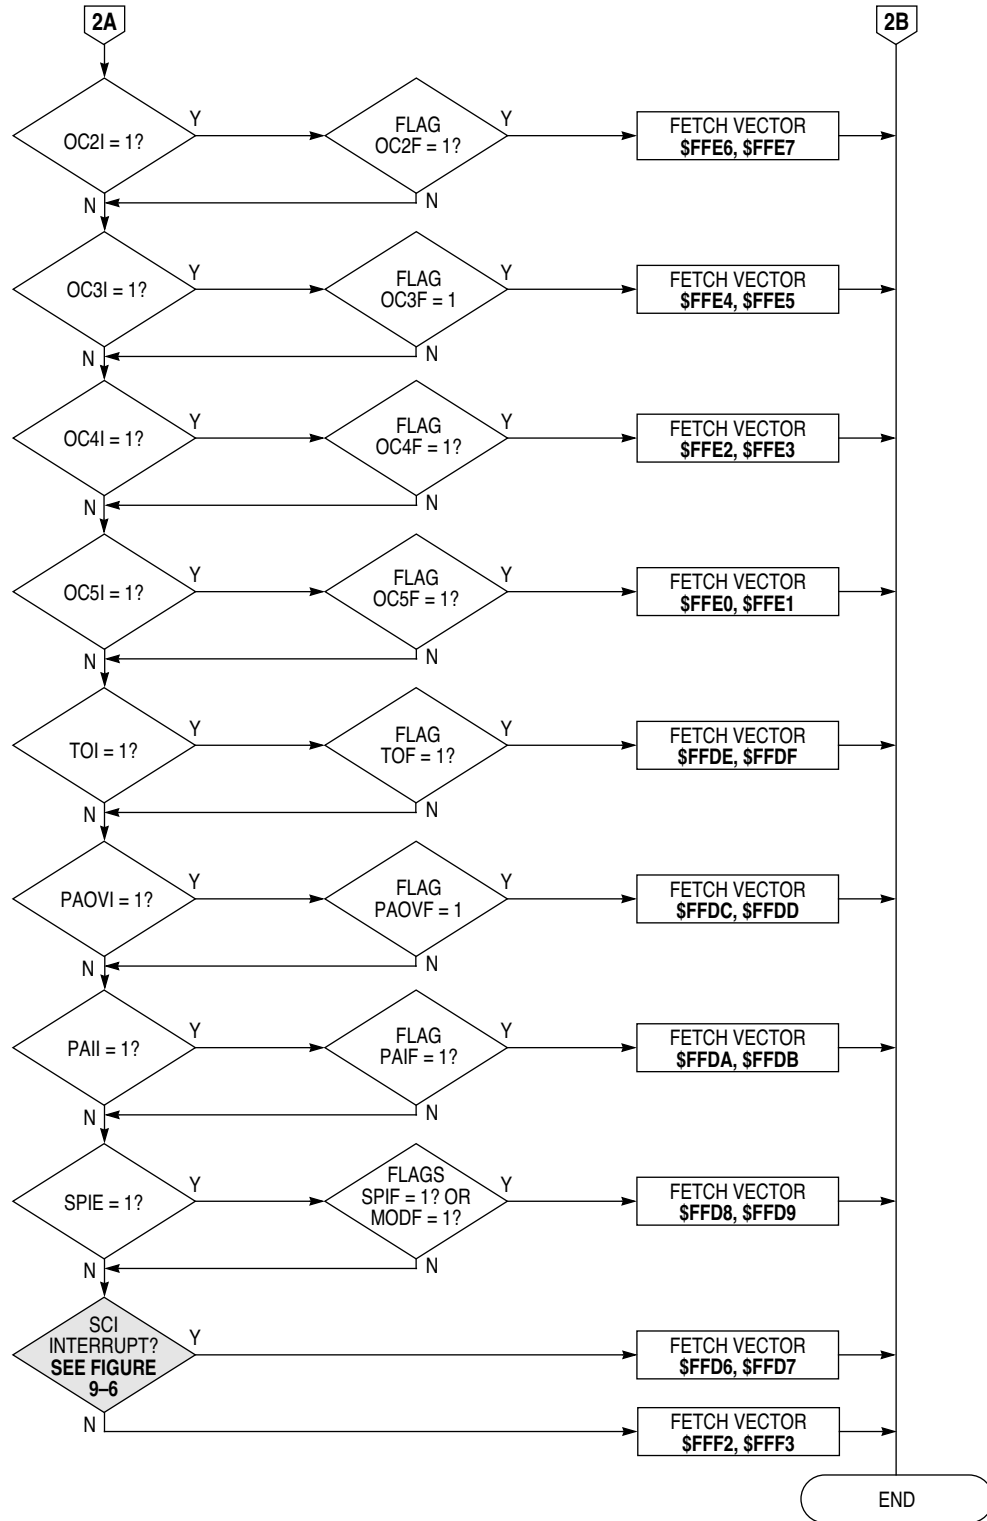 2A
2B
OC2I = 1?
Y
FLAG
OC2F = 1?
Y
FETCH VECTOR
$FFE6, $FFE7
N
N
OC3I = 1?
Y
FLAG
OC3F = 1
Y
FETCH VECTOR
$FFE4, $FFE5
N
N
OC4I = 1?
Y
FLAG
OC4F = 1?
Y
FETCH VECTOR
$FFE2, $FFE3
N
N
OC5I = 1?
Y
FLAG
OC5F = 1?
Y
FETCH VECTOR
$FFE0, $FFE1
N
N
TOI = 1?
Y
FLAG
TOF = 1?
Y
FETCH VECTOR
$FFDE, $FFDF
N
N
PAOVI = 1?
Y
FLAG
PAOVF = 1
Y
FETCH VECTOR
$FFDC, $FFDD
N
N
PAII = 1?
Y
FLAG
PAIF = 1?
Y
FETCH VECTOR
$FFDA, $FFDB
N
N
SPIE = 1?
Y
FLAGS
SPIF = 1? OR
MODF = 1?
Y
FETCH VECTOR
$FFD8, $FFD9
N
N
SCI
INTERRUPT?
SEE FIGURE
9–6
Y
FETCH VECTOR
$FFD6, $FFD7
N
FETCH VECTOR
$FFF2, $FFF3
END